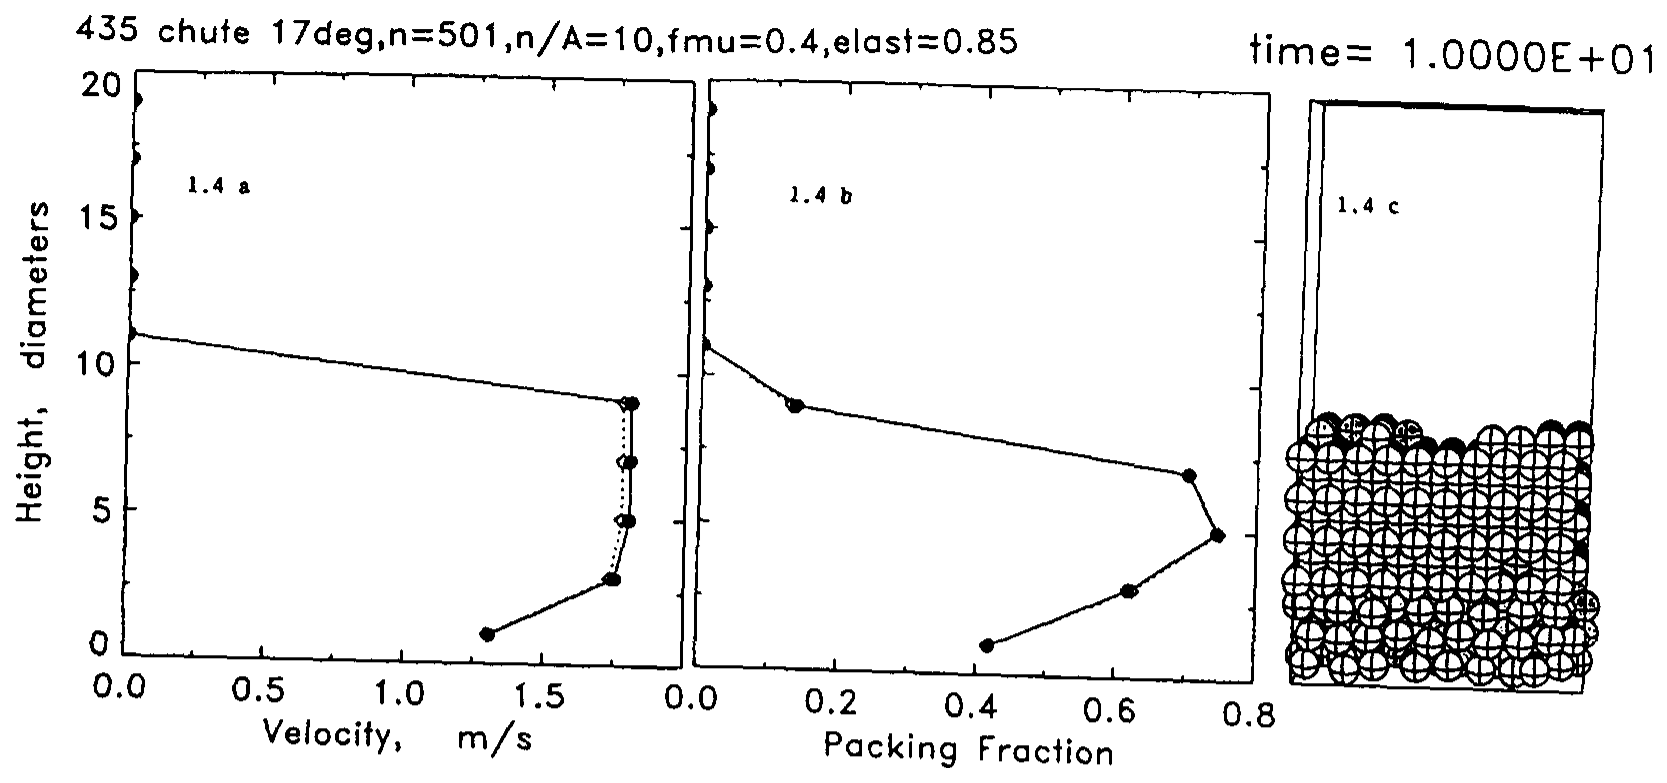 435 chute 17deg,n=501,n/A=10,fmu=0.4,elast=0.85
time= 1.0000E+01
20
15
10
5
0
Height, diameters
1.4 a
1.4 b
1.4 c
0.0 0.5 1.0 1.5
0.0 0.2 0.4 0.6 0.8
Velocity, m/s
Packing Fraction